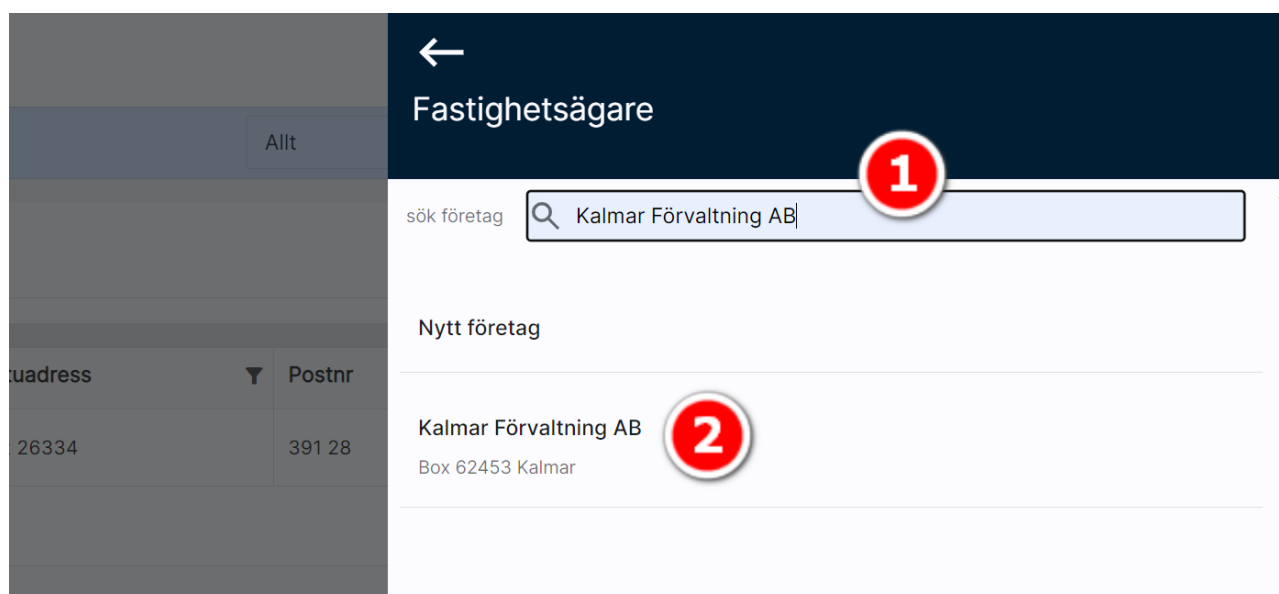 Fastighetsägare
Allt
1
sök företag Kalmar Förvaltning AB
Nytt företag
tuadress Postnr
Kalmar Förvaltning AB
2
26334 391 28
Box 62453 Kalmar